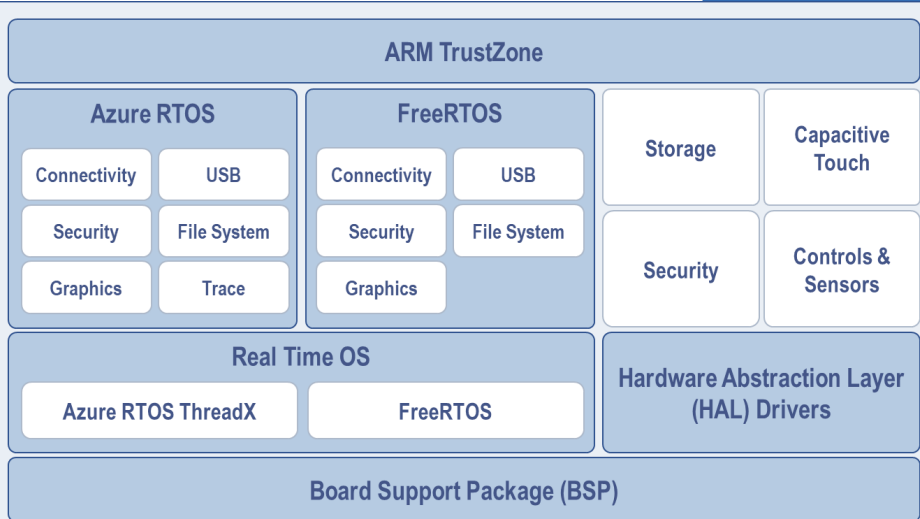 ARM TrustZone
Azure RTOS
Connectivity
USB
Security
File System
Graphics
Trace
FreeRTOS
Connectivity
USB
Security
File System
Graphics
Storage
Capacitive
Touch
Security
Controls &
Sensors
Real Time OS
Azure RTOS ThreadX
FreeRTOS
Hardware Abstraction Layer
(HAL) Drivers
Board Support Package (BSP)